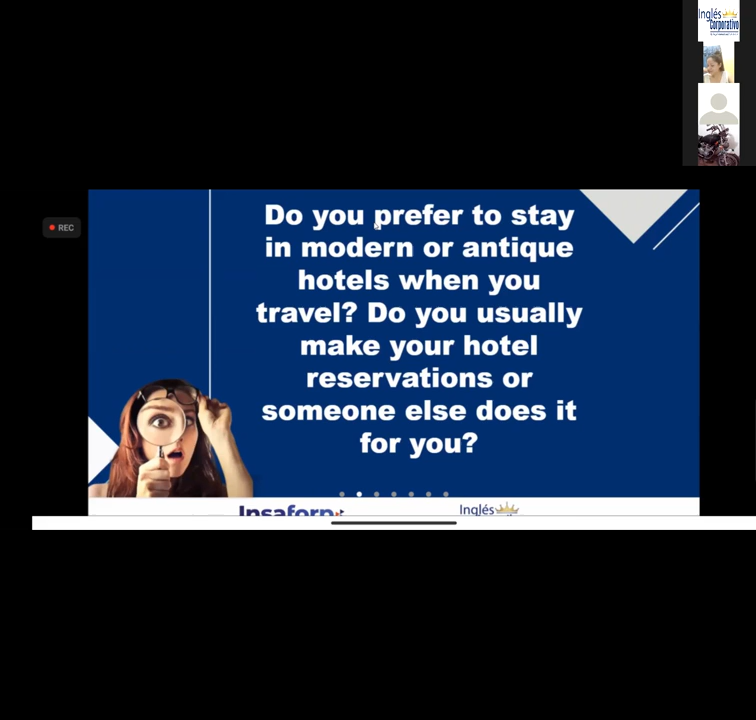 Inglés
Corporativo
REC
Do you prefer to stay
in modern or antique
hotels when you
travel? Do you usually
make your hotel
reservations or
someone else does it
for you?
Insaforp
Inglés